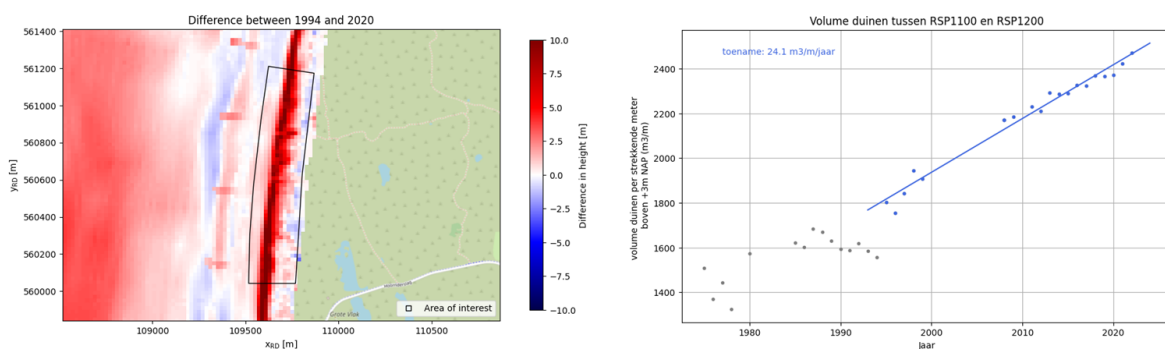 Difference between 1994 and 2020
561400
561200
561000
560800
560600
560400
560200
560000
yRD [m]
109000
109500
110000
110500
xRD [m]
Grote Vlak
Area of interest
10.0
7.5
5.0
2.5
0.0
−2.5
−5.0
−7.5
−10.0
Difference in height [m]
Volume duinen tussen RSP1100 en RSP1200
toename: 24.1 m3/m/jaar
2400
2200
2000
1800
1600
1400
volume duinen per strekkende meter
boven +3m NAP (m3/m)
1980
1990
2000
2010
2020
Jaar